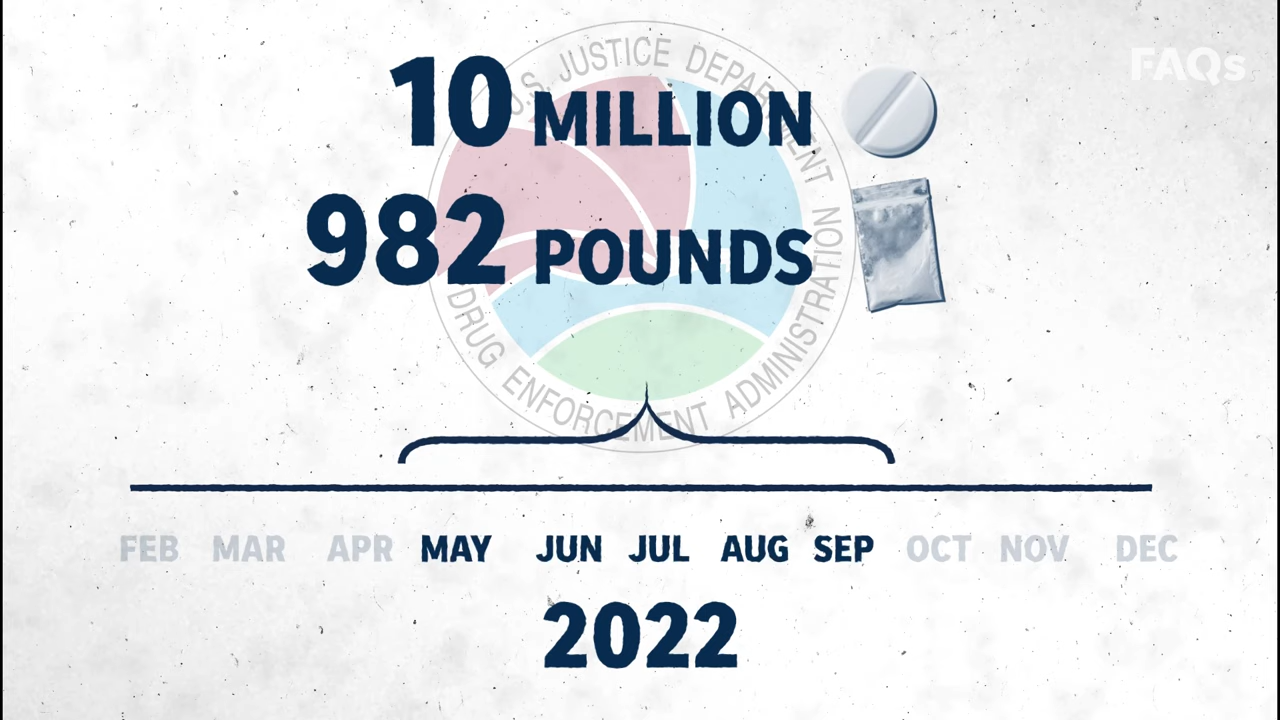 FAQs
10 MILLION
982 POUNDS
U.S. JUSTICE DEPARTMENT
DRUG ENFORCEMENT ADMINISTRATION
FEB MAR APR MAY JUN JUL AUG SEP OCT NOV DEC
2022